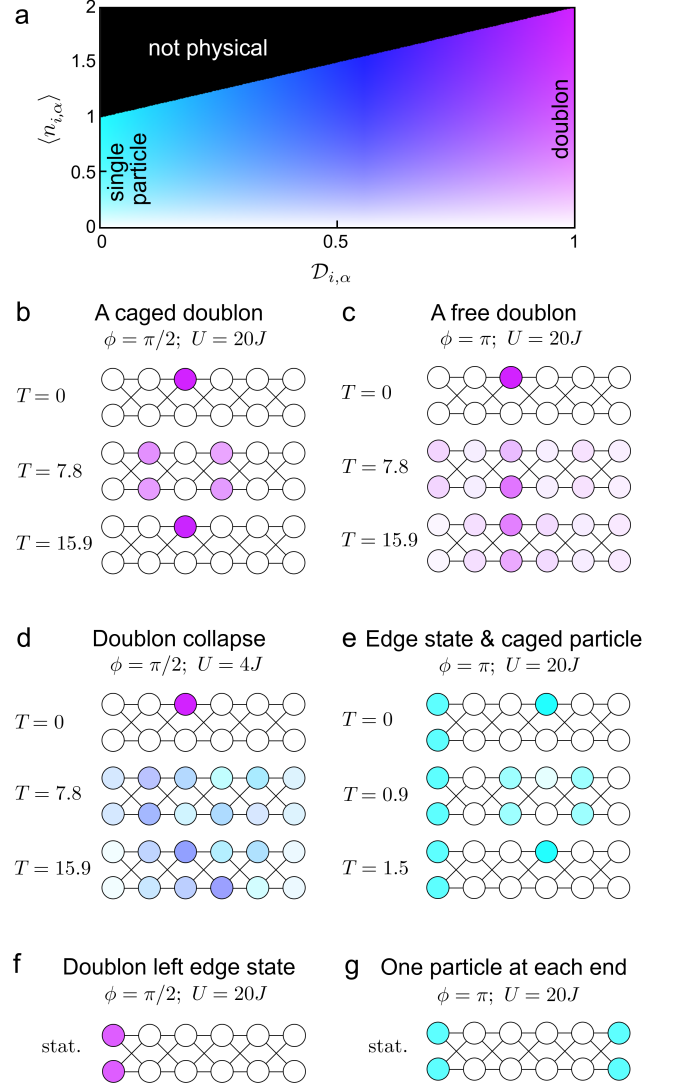 a
2
1.5
1
0.5
0
⟨n_{i,α}⟩
not physical
single
particle
doublon
0
0.5
1
𝒟_{i,α}
b
A caged doublon
ϕ = π/2; U = 20J
T = 0
T = 7.8
T = 15.9
c
A free doublon
ϕ = π; U = 20J
T = 0
T = 7.8
T = 15.9
d
Doublon collapse
ϕ = π/2; U = 4J
T = 0
T = 7.8
T = 15.9
e
Edge state & caged particle
ϕ = π; U = 20J
T = 0
T = 0.9
T = 1.5
f
Doublon left edge state
ϕ = π/2; U = 20J
stat.
g
One particle at each end
ϕ = π; U = 20J
stat.